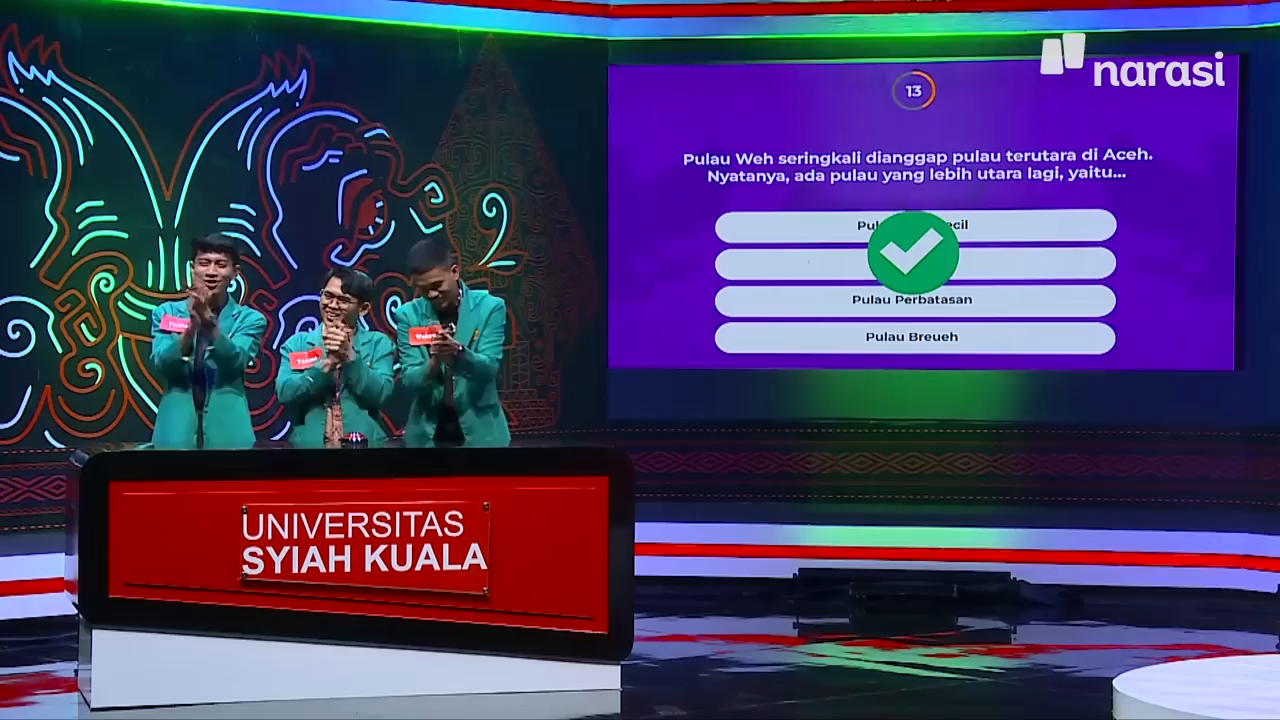 narasi
13
Pulau Weh seringkali dianggap pulau terutara di Aceh.
Nyatanya, ada pulau yang lebih utara lagi, yaitu...
Pulau Perbatasan
Pulau Breueh
UNIVERSITAS
SYIAH KUALA